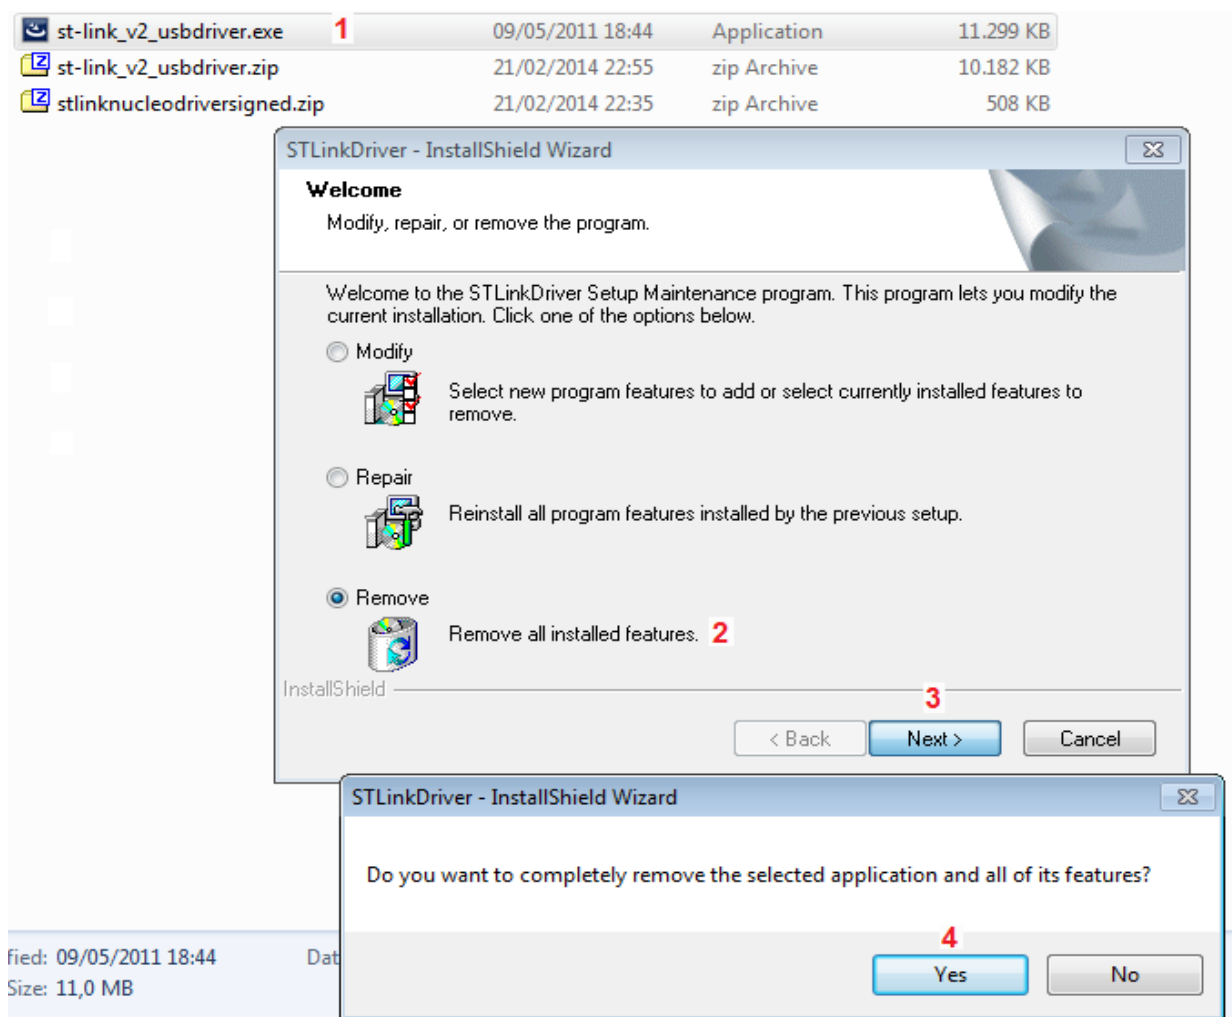 st-link_v2_usbdriver.exe 1 09/05/2011 18:44 Application 11.299 KB
st-link_v2_usbdriver.zip 21/02/2014 22:55 zip Archive 10.182 KB
stlinknucleodriversigned.zip 21/02/2014 22:35 zip Archive 508 KB
STLinkDriver - InstallShield Wizard
Welcome
Modify, repair, or remove the program.
Welcome to the STLinkDriver Setup Maintenance program. This program lets you modify the
current installation. Click one of the options below.
Modify
Select new program features to add or select currently installed features to
remove.
Repair
Reinstall all program features installed by the previous setup.
Remove
Remove all installed features. 2
InstallShield
3
< Back Next > Cancel
STLinkDriver - InstallShield Wizard
Do you want to completely remove the selected application and all of its features?
4
Yes No
fied: 09/05/2011 18:44 Dat
Size: 11,0 MB